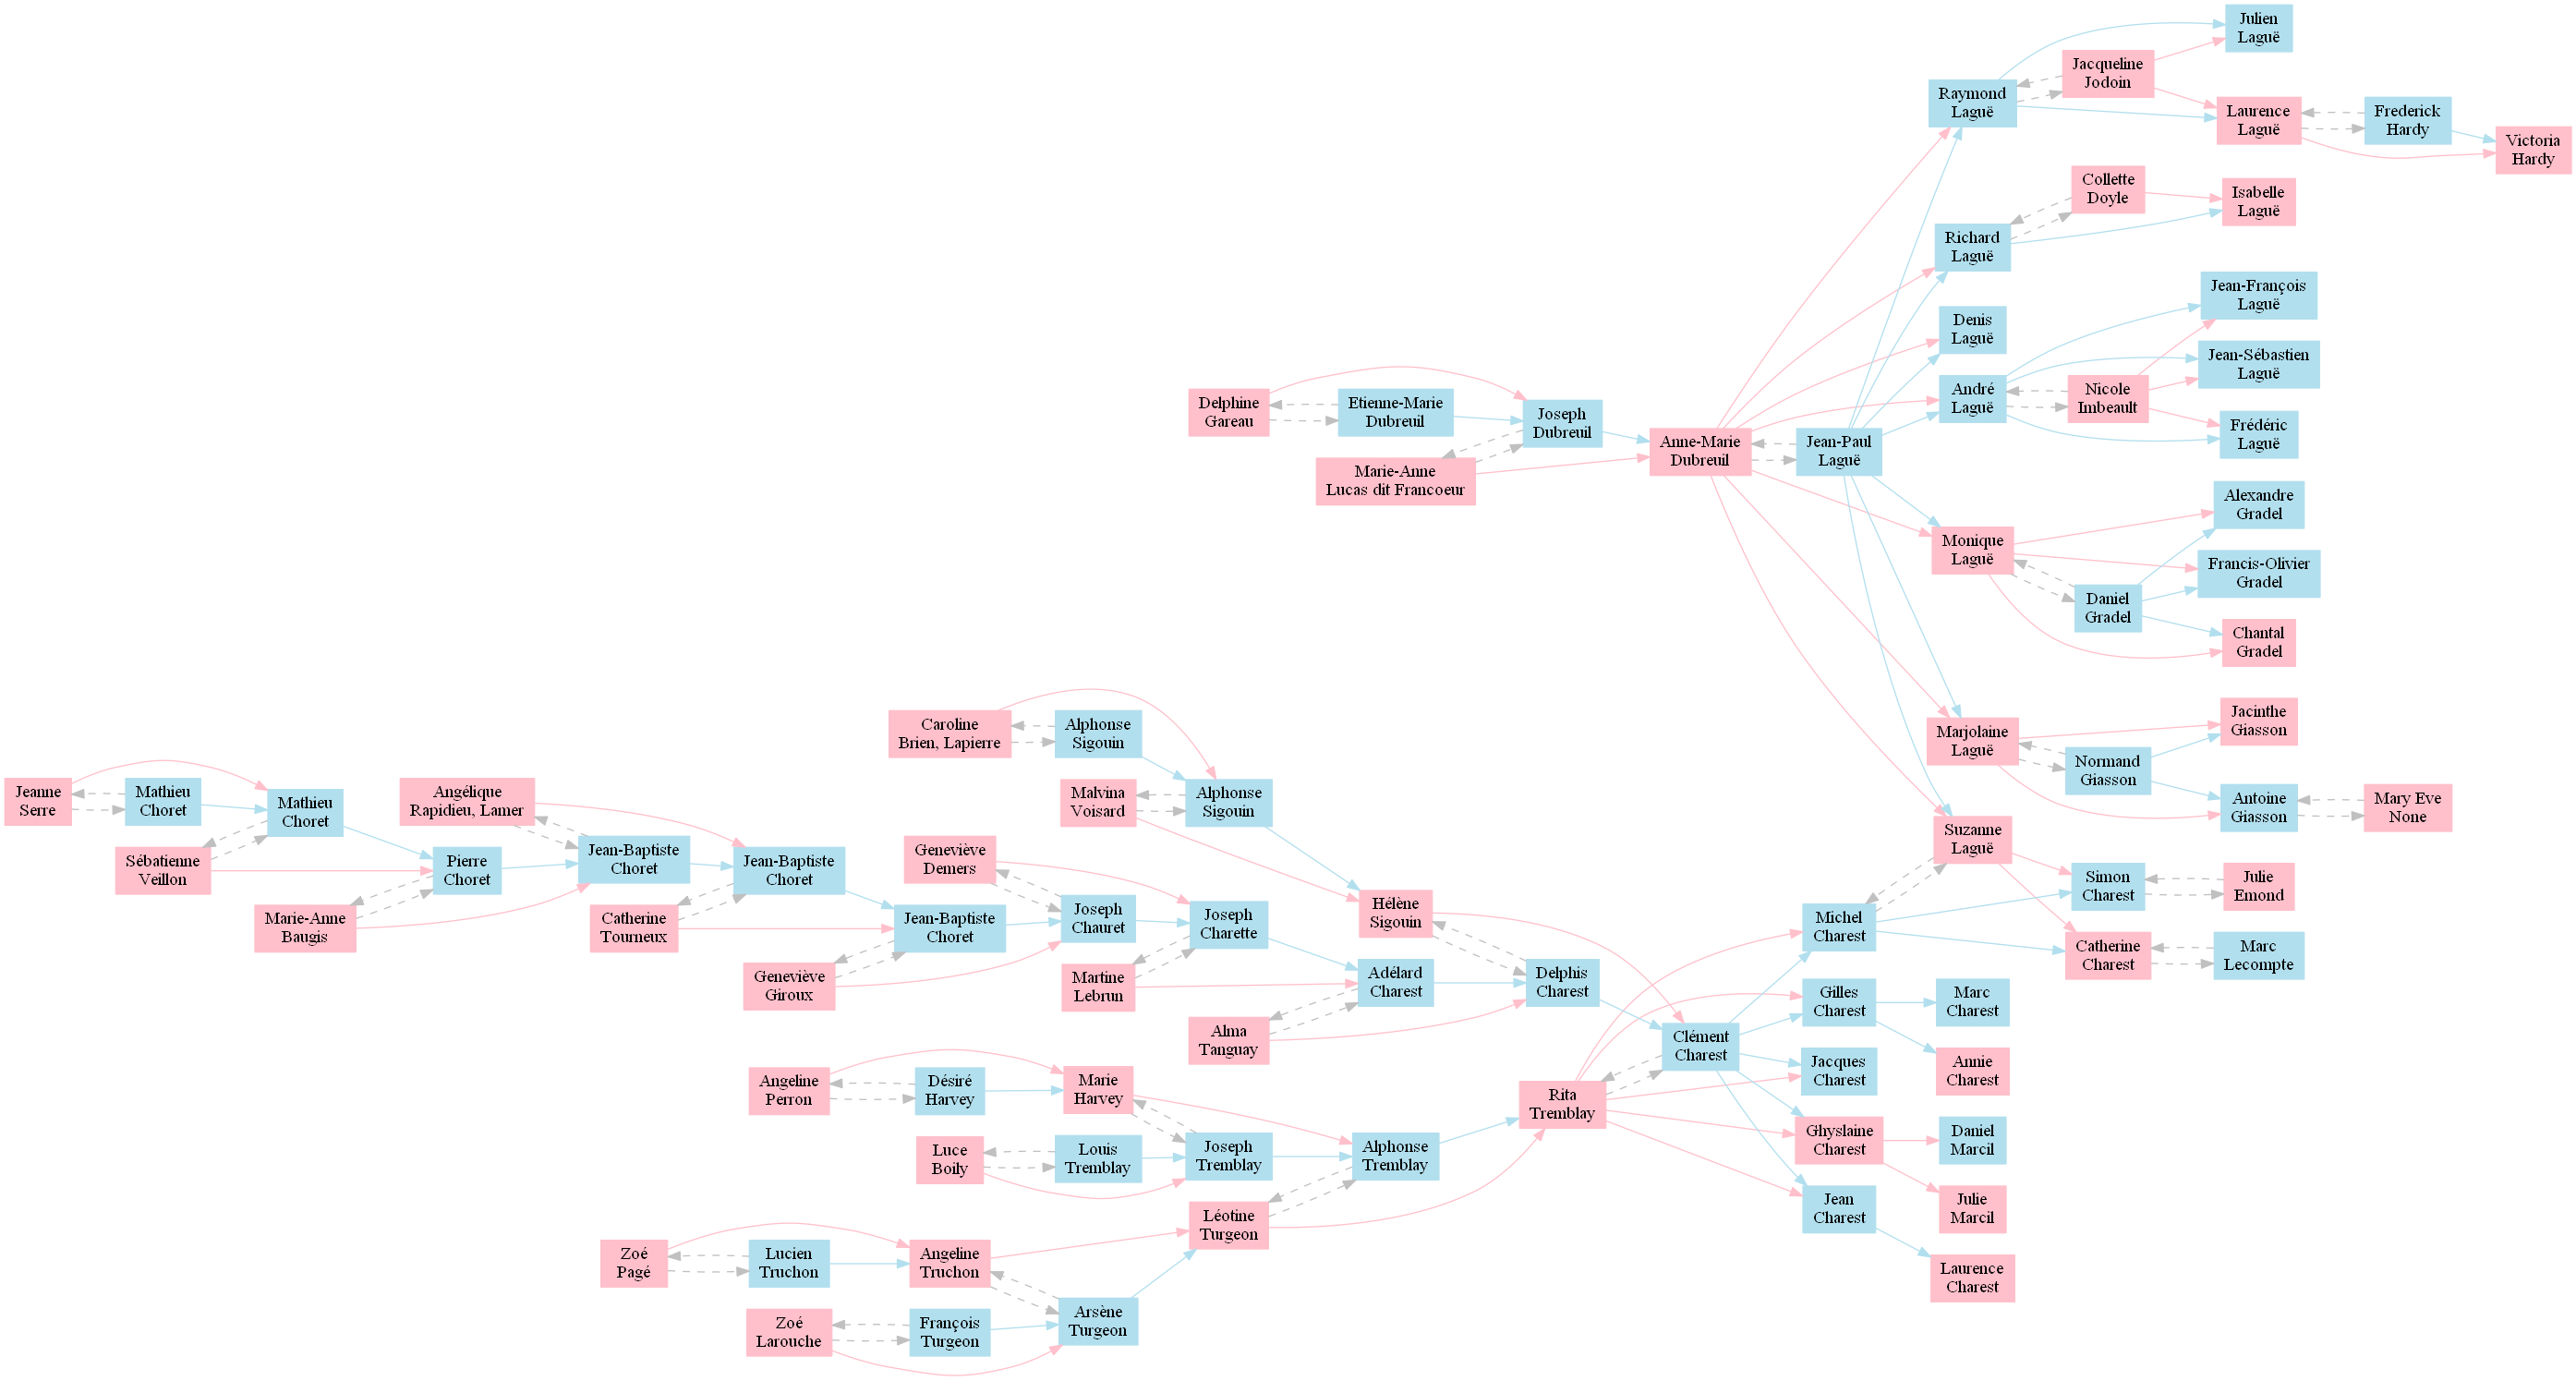 Julien
Laguë
Jacqueline
Jodoin
Raymond
Laguë
Laurence
Laguë
Frederick
Hardy
Victoria
Hardy
Collette
Doyle
Isabelle
Laguë
Richard
Laguë
Jean-François
Laguë
Denis
Laguë
Jean-Sébastien
Laguë
André
Laguë
Nicole
Imbeault
Frédéric
Laguë
Delphine
Gareau
Etienne-Marie
Dubreuil
Joseph
Dubreuil
Anne-Marie
Dubreuil
Jean-Paul
Laguë
Marie-Anne
Lucas dit Francoeur
Alexandre
Gradel
Monique
Laguë
Francis-Olivier
Gradel
Daniel
Gradel
Chantal
Gradel
Jacinthe
Giasson
Marjolaine
Laguë
Normand
Giasson
Antoine
Giasson
Mary Eve
None
Caroline
Brien, Lapierre
Alphonse
Sigouin
Malvina
Voisard
Alphonse
Sigouin
Jeanne
Serre
Mathieu
Choret
Mathieu
Choret
Angélique
Rapidieu, Lamer
Sébatienne
Veillon
Pierre
Choret
Jean-Baptiste
Choret
Jean-Baptiste
Choret
Geneviève
Demers
Suzanne
Laguë
Simon
Charest
Julie
Emond
Marie-Anne
Baugis
Catherine
Tourneux
Jean-Baptiste
Choret
Joseph
Chauret
Joseph
Charette
Hélène
Sigouin
Michel
Charest
Catherine
Charest
Marc
Lecompte
Geneviève
Giroux
Martine
Lebrun
Adélard
Charest
Delphis
Charest
Gilles
Charest
Marc
Charest
Alma
Tanguay
Clément
Charest
Jacques
Charest
Annie
Charest
Angeline
Perron
Désiré
Harvey
Marie
Harvey
Rita
Tremblay
Luce
Boily
Louis
Tremblay
Joseph
Tremblay
Alphonse
Tremblay
Ghyslaine
Charest
Daniel
Marcil
Jean
Charest
Julie
Marcil
Léotine
Turgeon
Zoé
Pagé
Lucien
Truchon
Angeline
Truchon
Laurence
Charest
Zoé
Larouche
François
Turgeon
Arsène
Turgeon